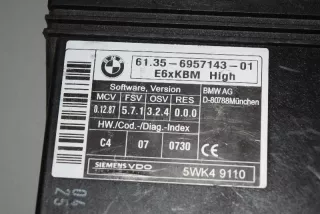 BMW
61.35-6957143-01
E6xKBM High
Software, Version
MCV FSV OSV RES
0.12.87 5.7.1 3.2.4 0.0.0
BMW AG
D-80788München
HW./Cod-/Diag.-Index
C4 07 0730
SIEMENS VDO
5WK4 9110
04
25